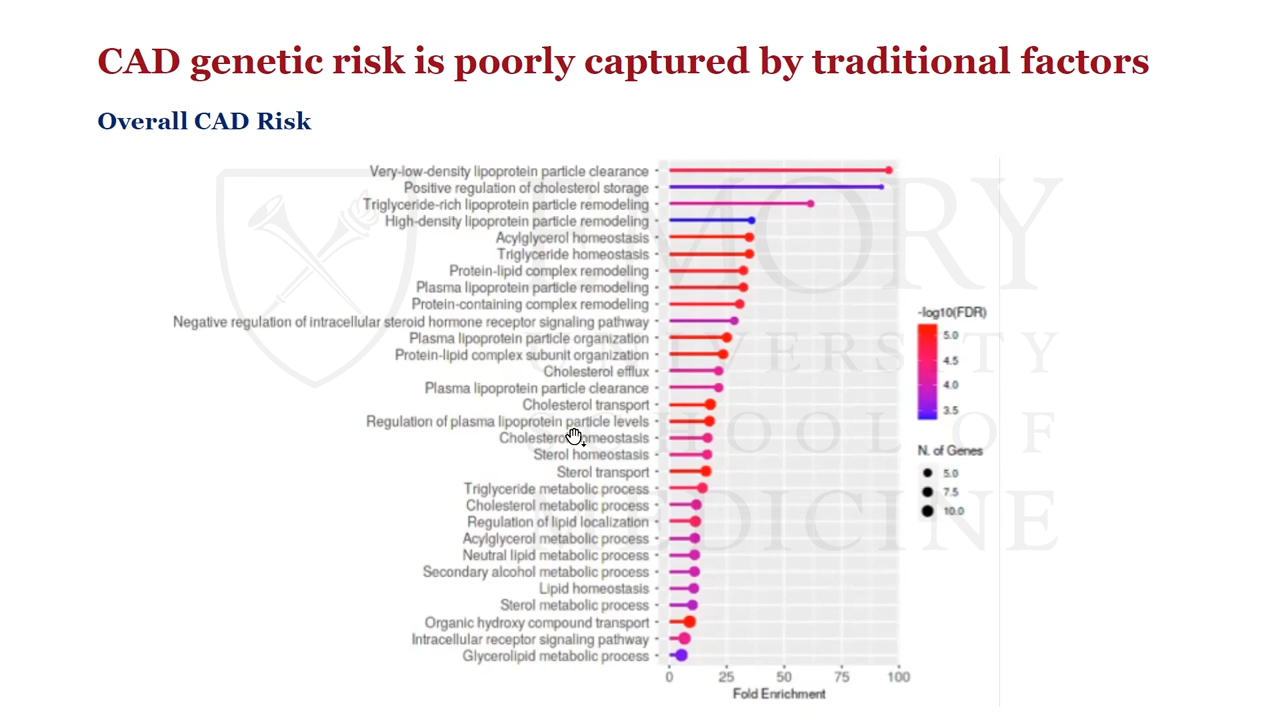 CAD genetic risk is poorly captured by traditional factors
Overall CAD Risk
Very-low-density lipoprotein particle clearance
Positive regulation of cholesterol storage
Triglyceride-rich lipoprotein particle remodeling
High-density lipoprotein particle remodeling
Acylglycerol homeostasis
Triglyceride homeostasis
Protein-lipid complex remodeling
Plasma lipoprotein particle remodeling
Protein-containing complex remodeling
Negative regulation of intracellular steroid hormone receptor signaling pathway
Plasma lipoprotein particle organization
Protein-lipid complex subunit organization
Cholesterol efflux
Plasma lipoprotein particle clearance
Cholesterol transport
Regulation of plasma lipoprotein particle levels
Cholesterol homeostasis
Sterol homeostasis
Sterol transport
Triglyceride metabolic process
Cholesterol metabolic process
Regulation of lipid localization
Acylglycerol metabolic process
Neutral lipid metabolic process
Secondary alcohol metabolic process
Lipid homeostasis
Sterol metabolic process
Organic hydroxy compound transport
Intracellular receptor signaling pathway
Glycerolipid metabolic process
0 25 50 75 100
Fold Enrichment
-log10(FDR)
5.0
4.5
4.0
3.5
N. of Genes
5.0
7.5
10.0
EMORY
UNIVERSITY
SCHOOL OF
MEDICINE